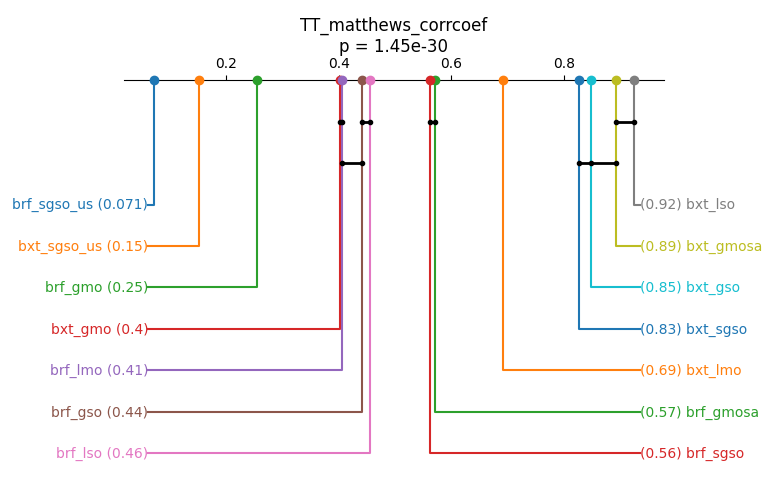 TT_matthews_corrcoef
p = 1.45e-30
0.2 0.4 0.6 0.8
brf_sgso_us (0.071) (0.92) bxt_lso
bxt_sgso_us (0.15) (0.89) bxt_gmosa
brf_gmo (0.25) (0.85) bxt_gso
bxt_gmo (0.4) (0.83) bxt_sgso
brf_lmo (0.41) (0.69) bxt_lmo
brf_gso (0.44) (0.57) brf_gmosa
brf_lso (0.46) (0.56) brf_sgso